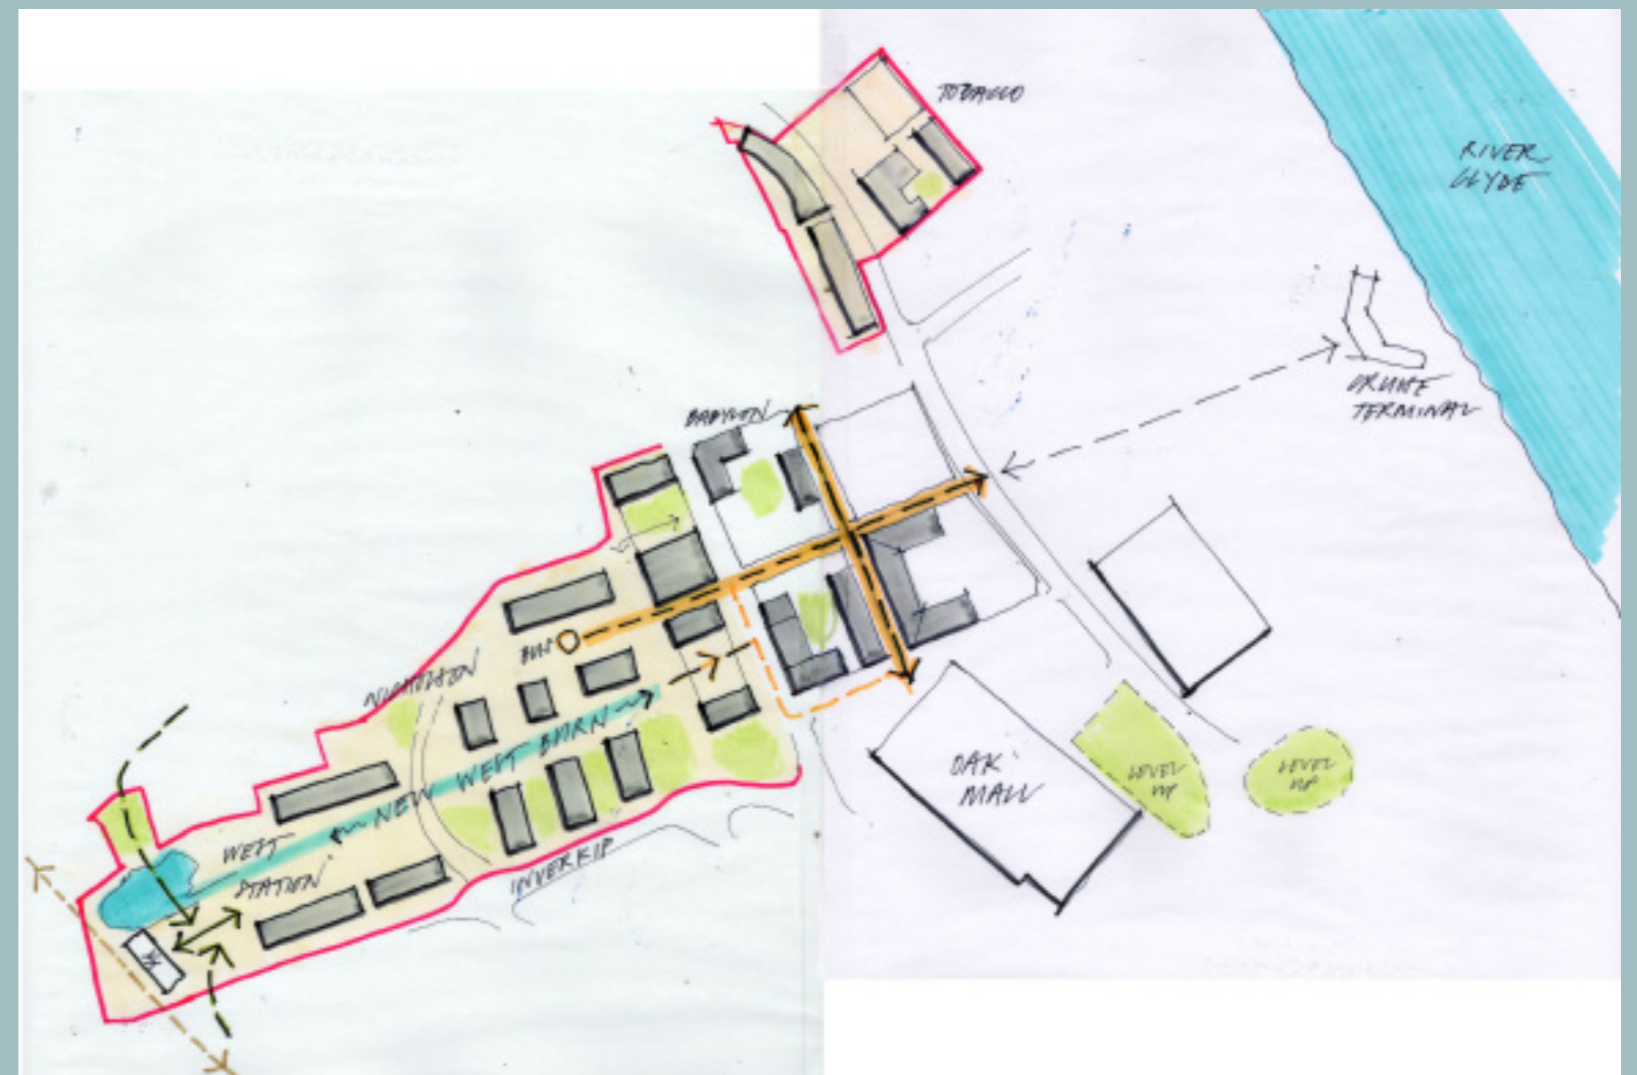 TOBACCO
RIVER
CLYDE
CRUISE
TERMINAL
BABYLON
BUS
NICHOLSON
NEW WEST BURN
WEST
STATION
INVERKIP
OAK
MALL
LEVEL
UP
LEVEL
UP